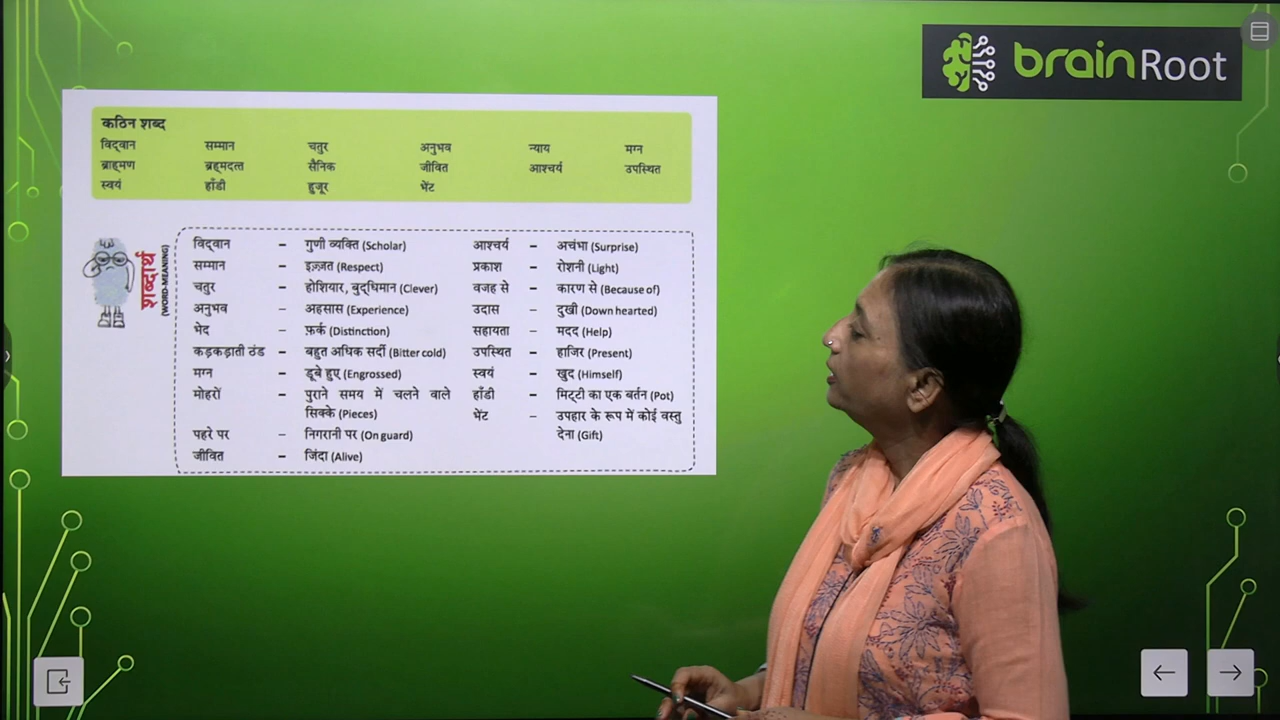 brainRoot
कठिन शब्द
विद्वान सम्मान चतुर अनुभव न्याय मग्न
ब्राह्मण ब्रह्मदत्त सैनिक जीवित आश्चर्य उपस्थित
स्वयं हाँडी हुजूर भेंट
शब्दार्थ
(WORD-MEANING)
विद्वान – गुणी व्यक्ति (Scholar)
सम्मान - इज़्ज़त (Respect)
चतुर – होशियार, बुद्धिमान (Clever)
अनुभव – अहसास (Experience)
भेद – फ़र्क (Distinction)
कड़कड़ाती ठंड – बहुत अधिक सर्दी (Bitter cold)
मग्न – डूबे हुए (Engrossed)
मोहरों – पुराने समय में चलने वाले
सिक्के (Pieces)
पहरे पर – निगरानी पर (On guard)
जीवित – जिंदा (Alive)
आश्चर्य – अचंभा (Surprise)
प्रकाश – रोशनी (Light)
वजह से – कारण से (Because of)
उदास – दुखी (Down hearted)
सहायता – मदद (Help)
उपस्थित – हाजिर (Present)
स्वयं – खुद (Himself)
हाँडी – मिट्टी का एक बर्तन (Pot)
भेंट – उपहार के रूप में कोई वस्तु
देना (Gift)